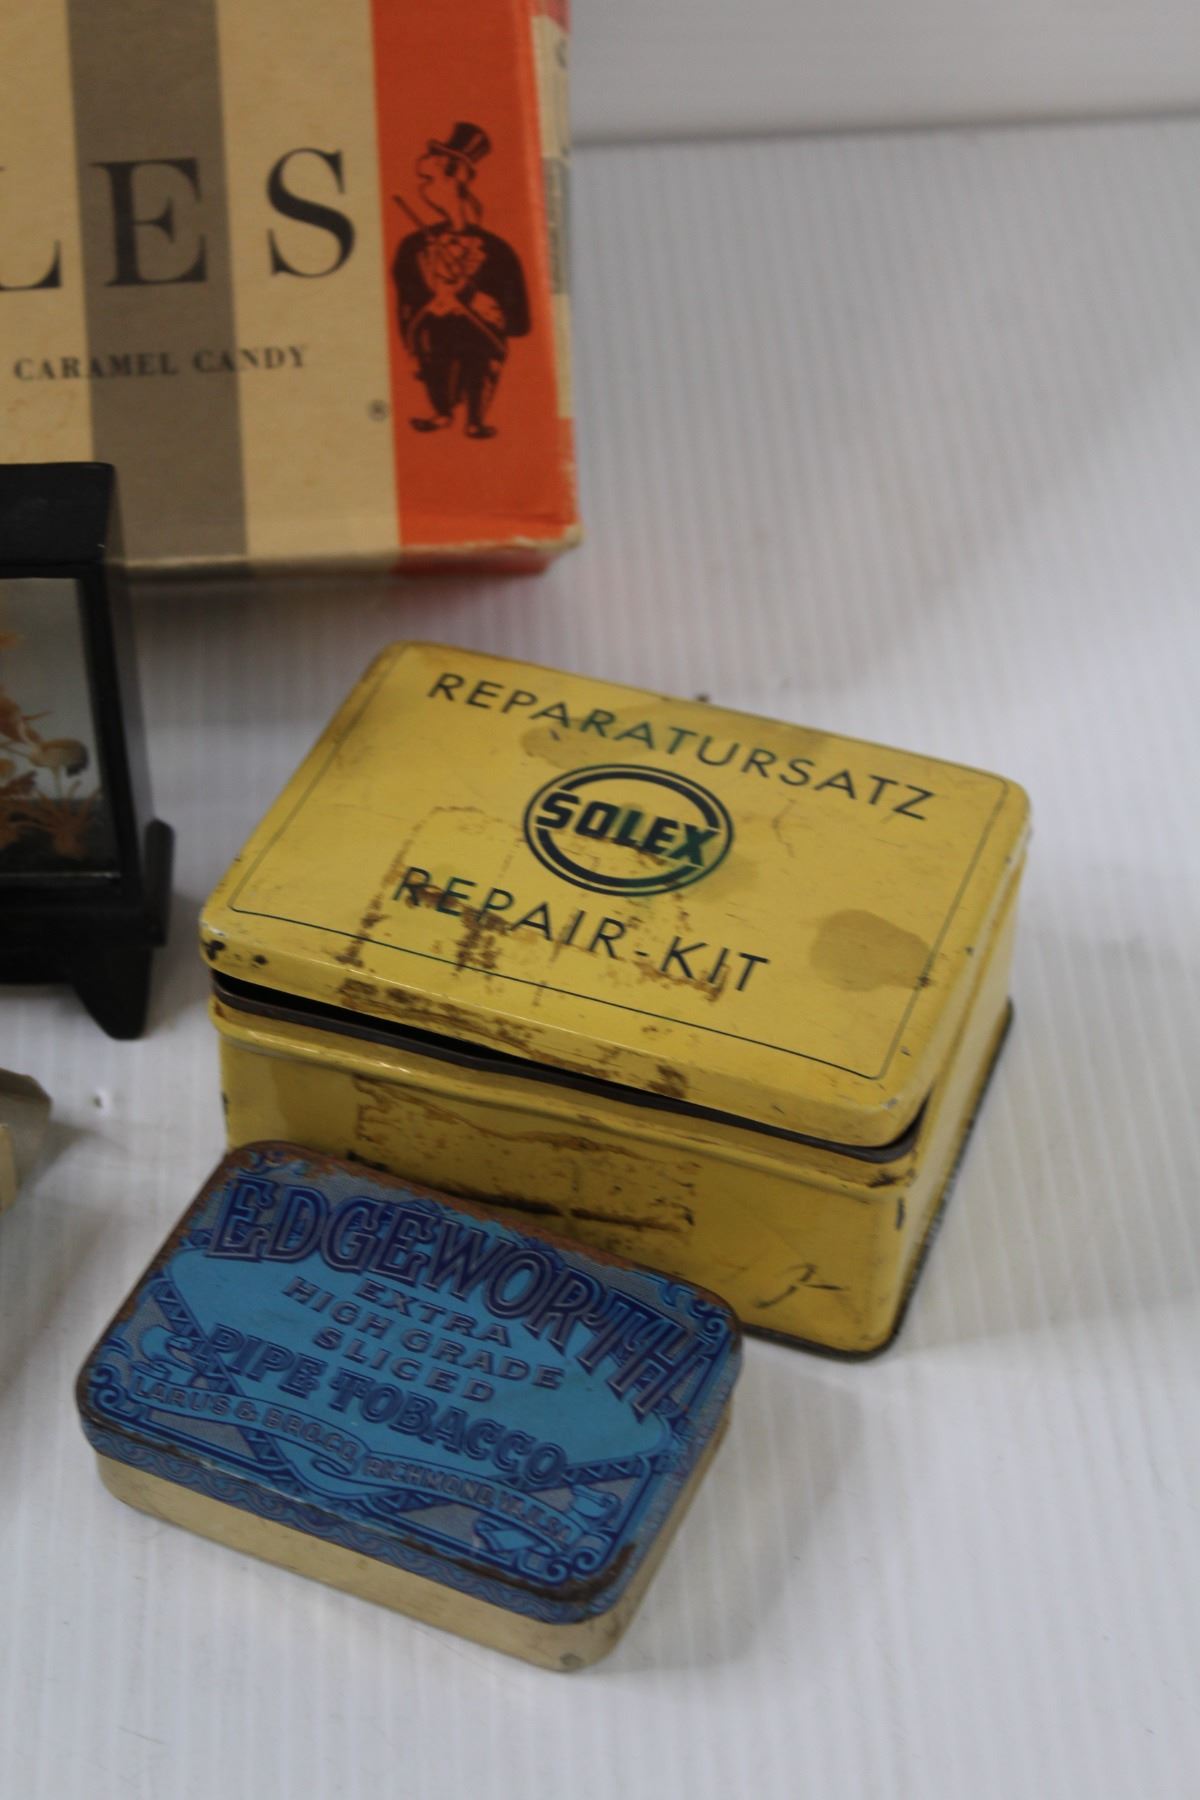 LES
CARAMEL CANDY
®
REPARATURSATZ
SOLEX
REPAIR-KIT
EDGEWORTH
EXTRA
HIGH GRADE
SLICED
PIPE TOBACCO
LARUS & BRO. CO. RICHMOND, VA. U.S.A.